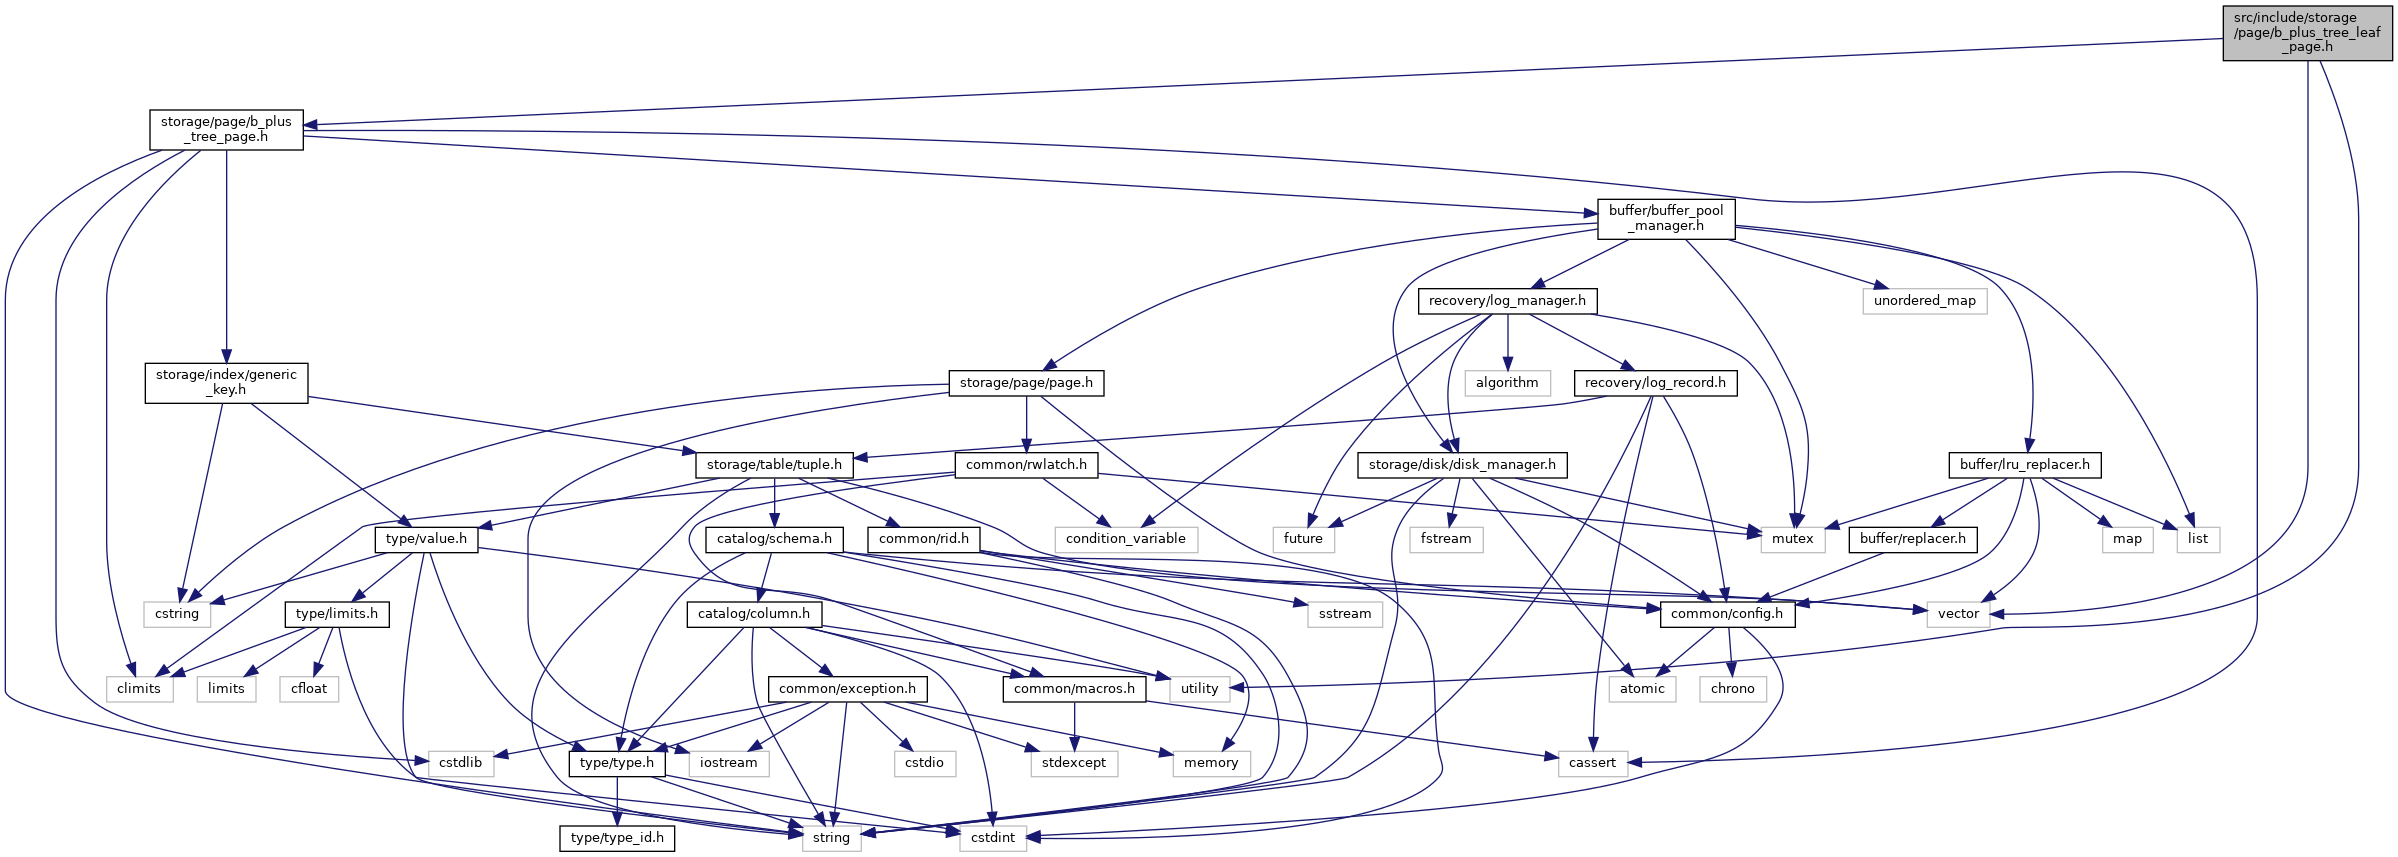 src/include/storage
/page/b_plus_tree_leaf
_page.h
storage/page/b_plus
_tree_page.h
buffer/buffer_pool
_manager.h
recovery/log_manager.h
unordered_map
storage/index/generic
_key.h
storage/page/page.h
algorithm
recovery/log_record.h
storage/table/tuple.h
common/rwlatch.h
storage/disk/disk_manager.h
buffer/lru_replacer.h
type/value.h
catalog/schema.h
common/rid.h
condition_variable
future
fstream
mutex
buffer/replacer.h
map
list
cstring
type/limits.h
catalog/column.h
sstream
common/config.h
vector
climits
limits
cfloat
common/exception.h
common/macros.h
utility
atomic
chrono
cstdlib
type/type.h
iostream
cstdio
stdexcept
memory
cassert
type/type_id.h
string
cstdint